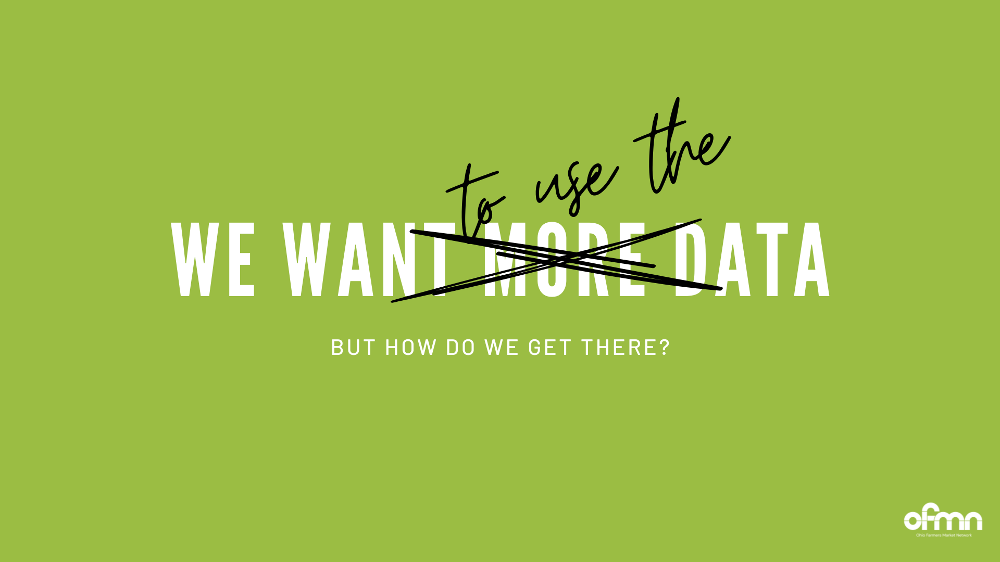 to use the
WE WANT MORE DATA
BUT HOW DO WE GET THERE?
ofmn
Ohio Farmers Market Network